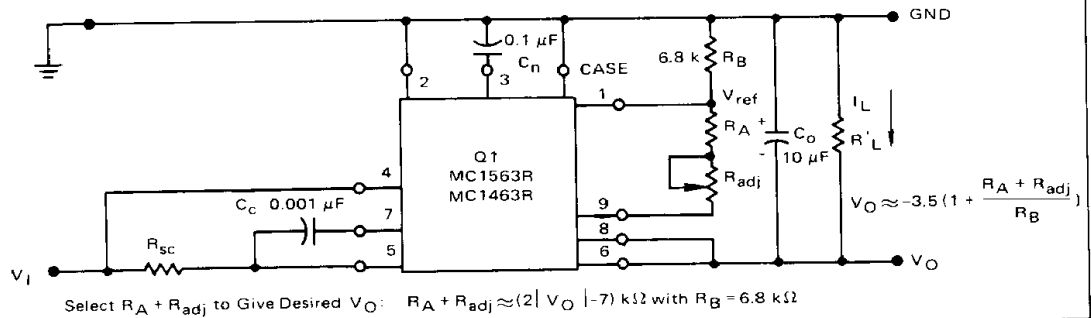 GND
0.1 µF
C_n
6.8 k
R_B
2
3
CASE
1
V_ref
I_L
R_A
+
C_o
R'_L
-
10 µF
Q1
MC1563R
MC1463R
R_adj
4
C_c 0.001 µF
7
9
8
V_O ≈ -3.5 (1 + (R_A + R_adj) / R_B)
R_sc
5
6
V_I
V_O
Select R_A + R_adj to Give Desired V_O: R_A + R_adj ≈ (2| V_O |-7) kΩ with R_B = 6.8 kΩ